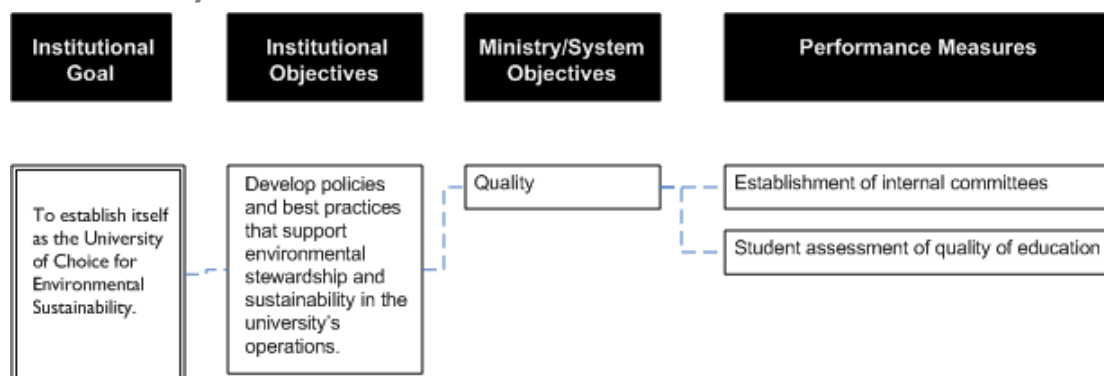 Institutional
Goal
Institutional
Objectives
Ministry/System
Objectives
Performance Measures
To establish itself
as the University
of Choice for
Environmental
Sustainability.
Develop policies
and best practices
that support
environmental
stewardship and
sustainability in the
university's
operations.
Quality
Establishment of internal committees
Student assessment of quality of education